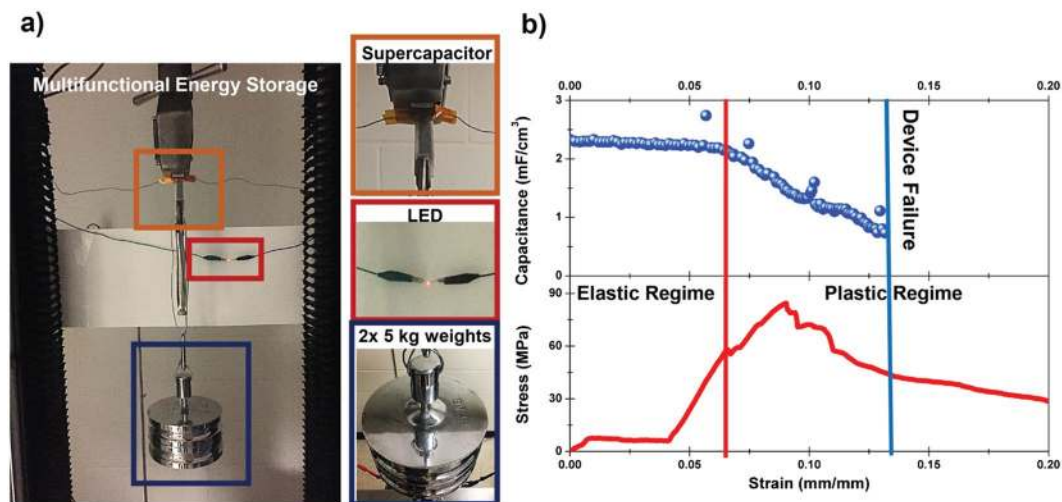 a)
Multifunctional Energy Storage
Supercapacitor
LED
2x 5 kg weights
b)
0.00 0.05 0.10 0.15 0.20
3
2
1
0
Capacitance (mF/cm³)
Device Failure
Elastic Regime
Plastic Regime
90
60
30
0
Stress (MPa)
0.00 0.05 0.10 0.15 0.20
Strain (mm/mm)